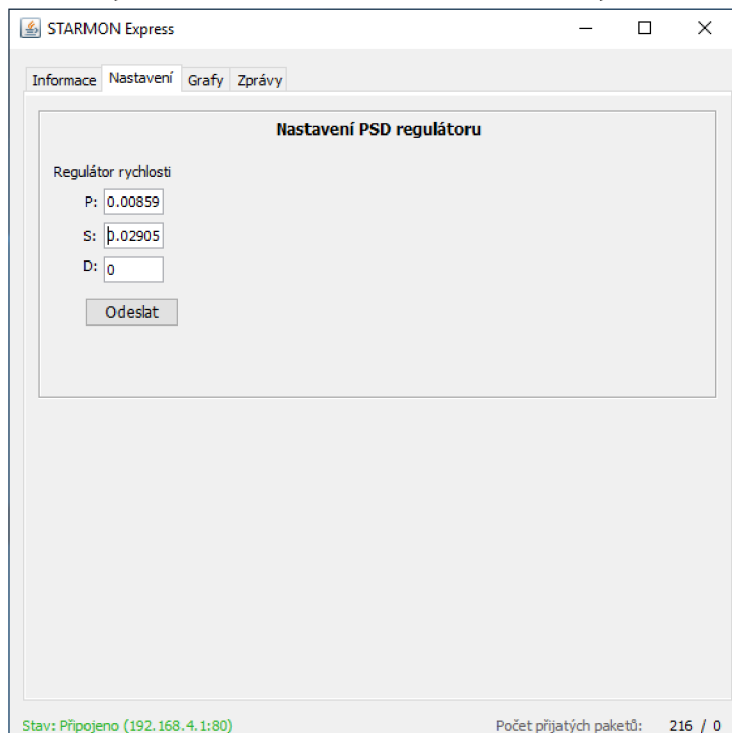 STARMON Express
Informace Nastavení Grafy Zprávy
Nastavení PSD regulátoru
Regulátor rychlosti
P: 0.00859
S: 0.02905
D: 0
Odeslat
Stav: Připojeno (192.168.4.1:80) Počet přijatých paketů: 216 / 0